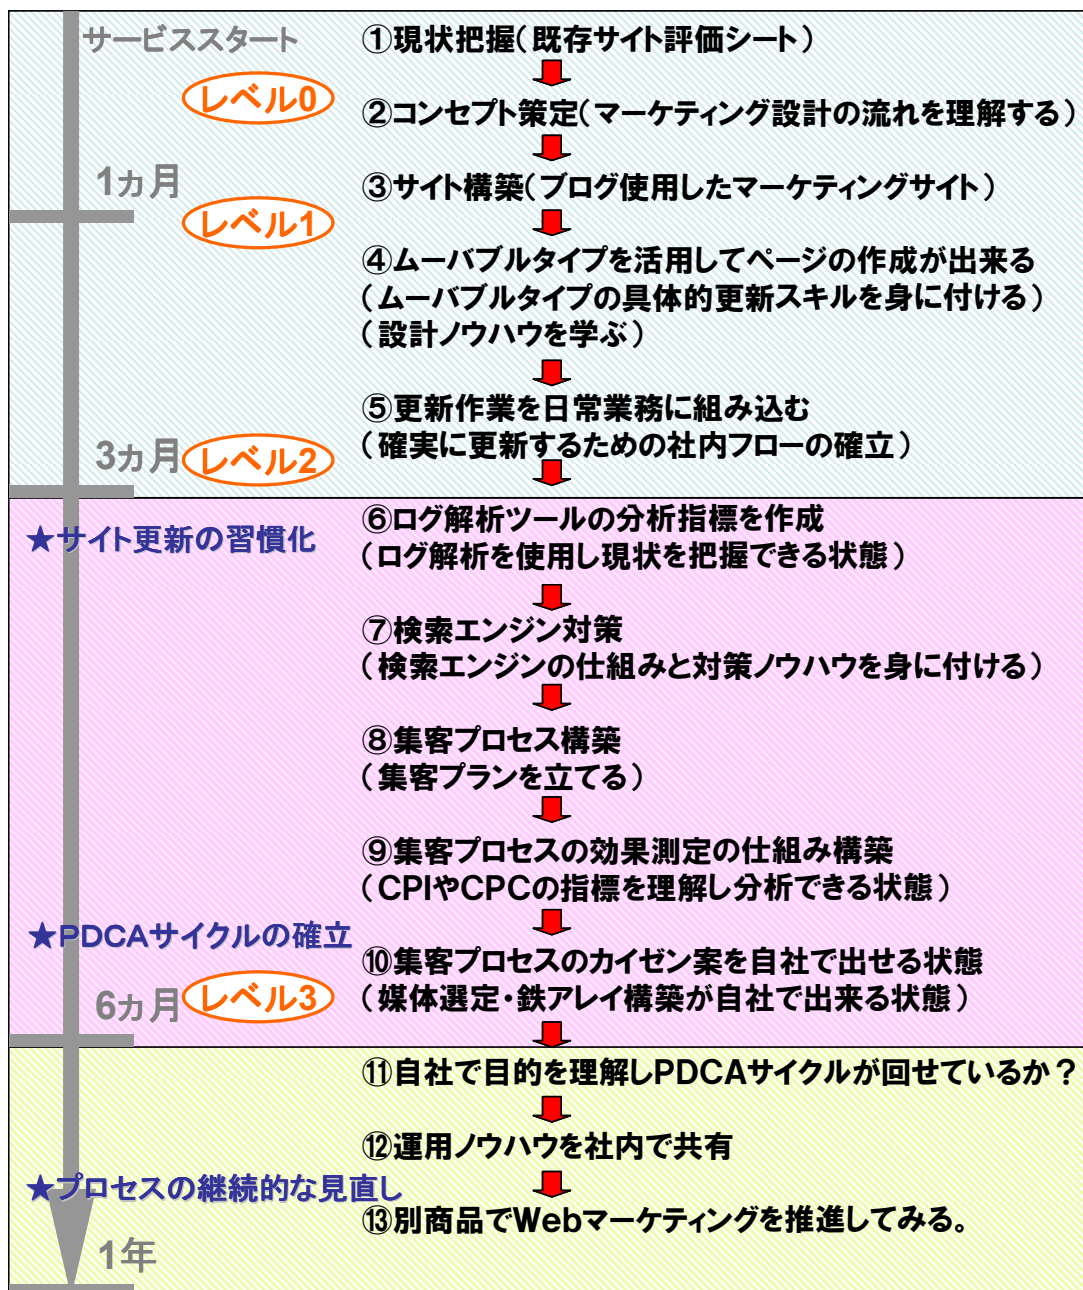 サービススタート
①現状把握(既存サイト評価シート)
レベル0
②コンセプト策定(マーケティング設計の流れを理解する)
1ヵ月
③サイト構築(ブログ使用したマーケティングサイト)
レベル1
④ムーバブルタイプを活用してページの作成が出来る
(ムーバブルタイプの具体的更新スキルを身に付ける)
(設計ノウハウを学ぶ)
⑤更新作業を日常業務に組み込む
(確実に更新するための社内フローの確立)
3ヵ月
レベル2
★サイト更新の習慣化
⑥ログ解析ツールの分析指標を作成
(ログ解析を使用し現状を把握できる状態)
⑦検索エンジン対策
(検索エンジンの仕組みと対策ノウハウを身に付ける)
⑧集客プロセス構築
(集客プランを立てる)
⑨集客プロセスの効果測定の仕組み構築
(CPIやCPCの指標を理解し分析できる状態)
★PDCAサイクルの確立
⑩集客プロセスのカイゼン案を自社で出せる状態
(媒体選定・鉄アレイ構築が自社で出来る状態)
6ヵ月
レベル3
⑪自社で目的を理解しPDCAサイクルが回せているか？
⑫運用ノウハウを社内で共有
★プロセスの継続的な見直し
⑬別商品でWebマーケティングを推進してみる。
1年